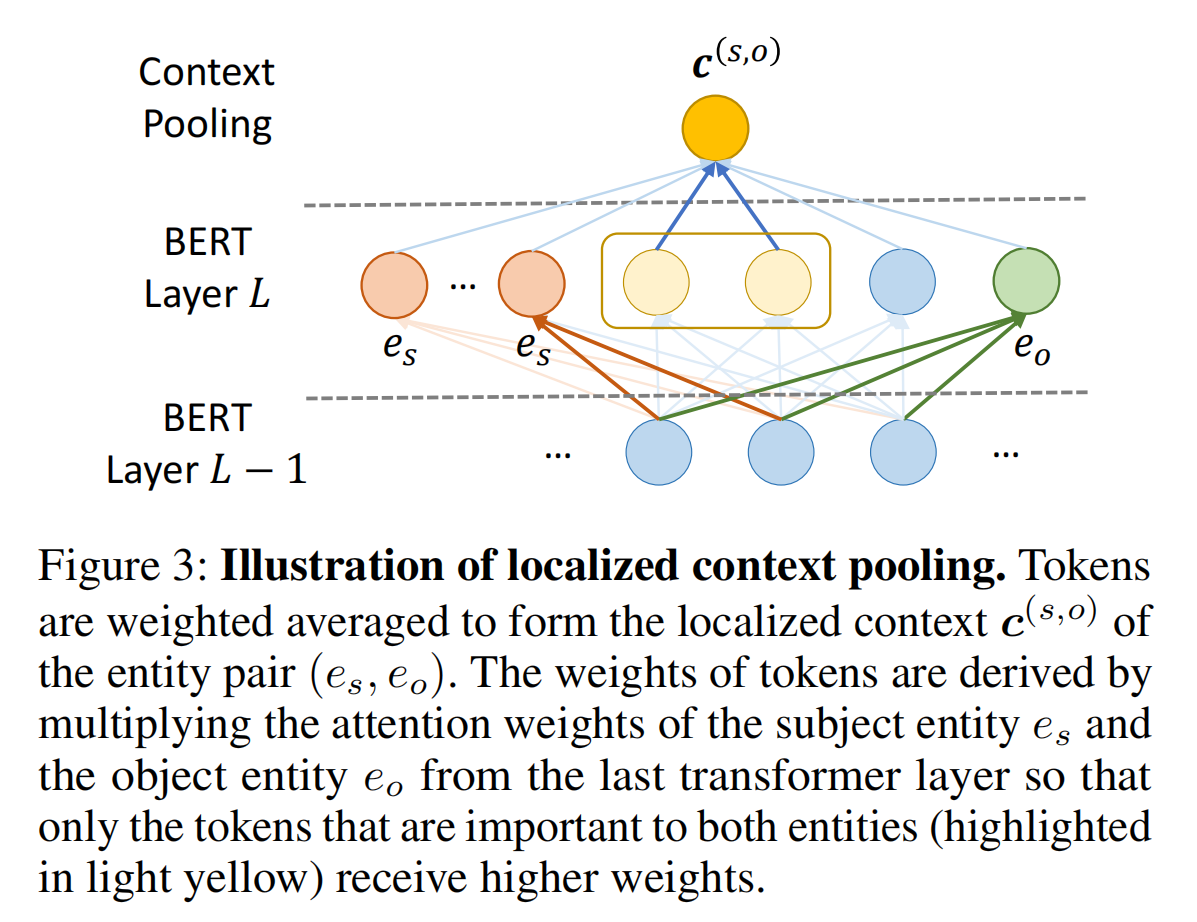 Context
Pooling
c^(s,o)
BERT
Layer L
...
e_s
e_s
e_o
BERT
Layer L − 1
...
...
Figure 3: Illustration of localized context pooling. Tokens
are weighted averaged to form the localized context c^(s,o) of
the entity pair (e_s, e_o). The weights of tokens are derived by
multiplying the attention weights of the subject entity e_s and
the object entity e_o from the last transformer layer so that
only the tokens that are important to both entities (highlighted
in light yellow) receive higher weights.